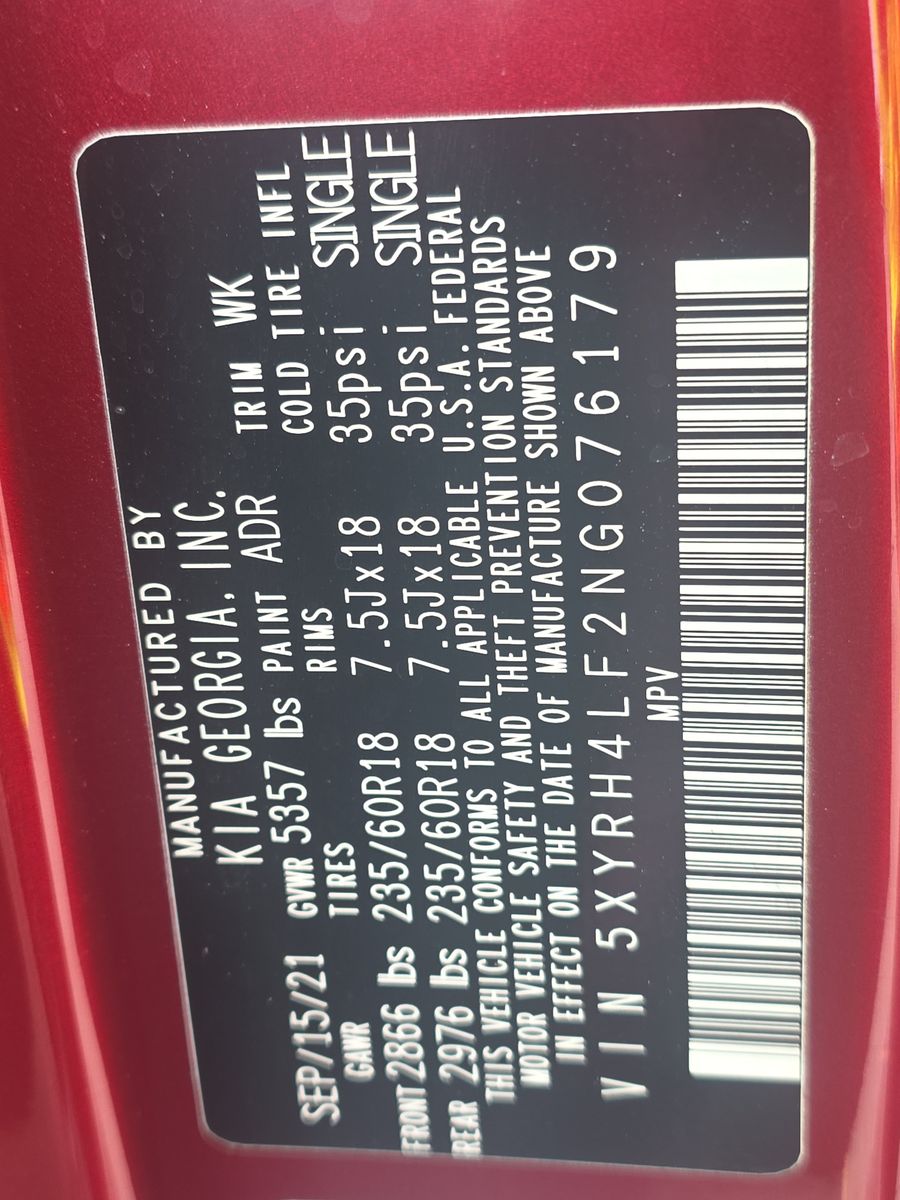 MANUFACTURED BY
KIA GEORGIA, INC.
SEP/15/21 GVWR 5357 lbs PAINT ADR TRIM WK
GAWR TIRES RIMS COLD TIRE INFL
FRONT 2866 lbs 235/60R18 7.5Jx18 35psi SINGLE
REAR 2976 lbs 235/60R18 7.5Jx18 35psi SINGLE
THIS VEHICLE CONFORMS TO ALL APPLICABLE U.S.A. FEDERAL
MOTOR VEHICLE SAFETY AND THEFT PREVENTION STANDARDS
IN EFFECT ON THE DATE OF MANUFACTURE SHOWN ABOVE
VIN 5XYRH4LF2NG076179
MPV